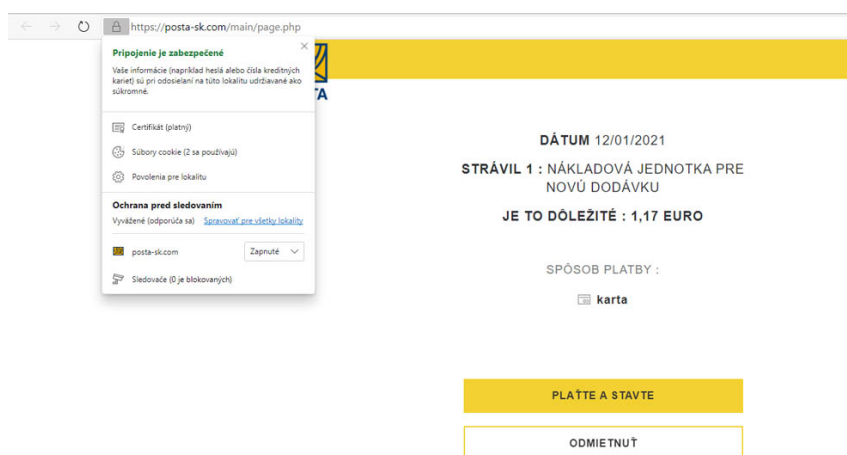 https://posta-sk.com/main/page.php
Pripojenie je zabezpečené
Vaše informácie (napríklad heslá alebo čísla kreditných
kariet) sú pri odosielaní na túto lokalitu udržiavané ako
súkromné.
TA
Certifikát (platný)
Súbory cookie (2 sa používajú)
Povolenia pre lokalitu
Ochrana pred sledovaním
Vyvážené (odporúča sa) Spravovať pre všetky lokality
posta-sk.com Zapnuté
Sledovače (0 je blokovaných)
DÁTUM 12/01/2021
STRÁVIL 1 : NÁKLADOVÁ JEDNOTKA PRE
NOVÚ DODÁVKU
JE TO DÔLEŽITÉ : 1,17 EURO
SPÔSOB PLATBY :
karta
PLAŤTE A STAVTE
ODMIETNUŤ